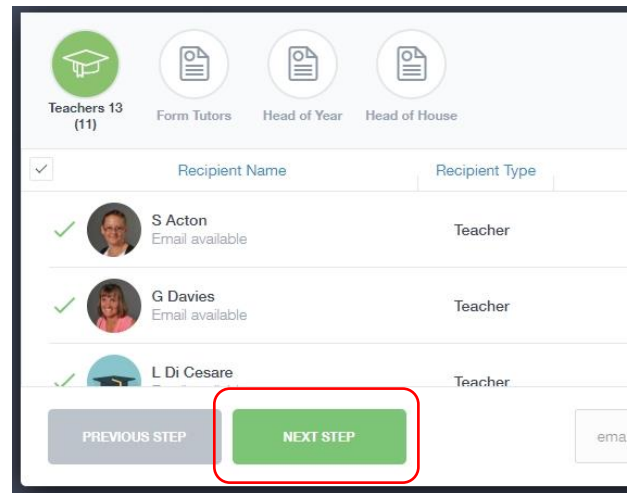 Teachers 13
(11)
Form Tutors
Head of Year
Head of House
Recipient Name
Recipient Type
S Acton
Email available
Teacher
G Davies
Email available
Teacher
L Di Cesare
Teacher
PREVIOUS STEP
NEXT STEP
ema